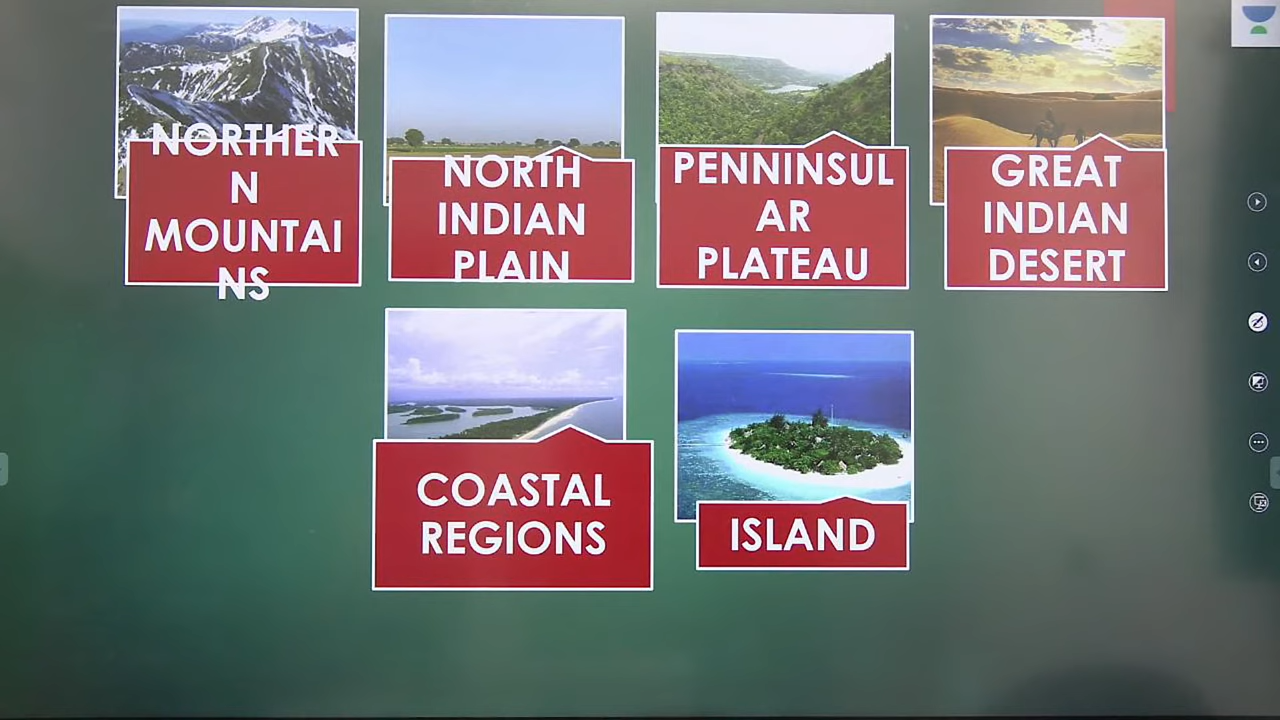 NORTHER
N
MOUNTAI
NS
NORTH
INDIAN
PLAIN
PENNINSUL
AR
PLATEAU
GREAT
INDIAN
DESERT
COASTAL
REGIONS
ISLAND